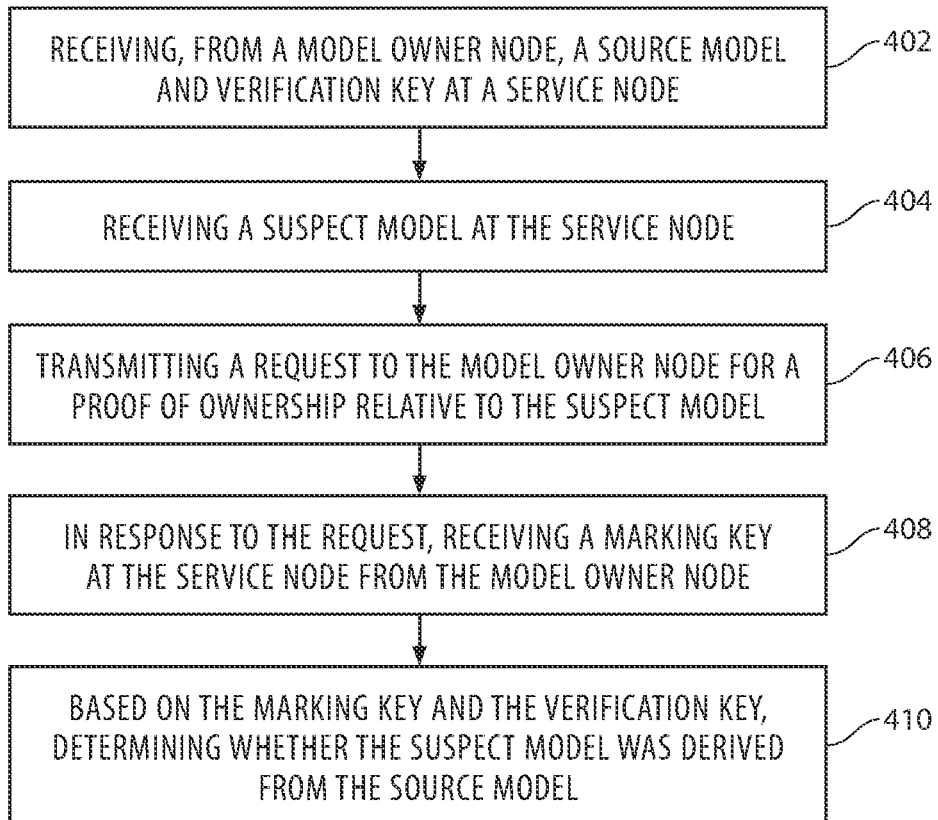 RECEIVING, FROM A MODEL OWNER NODE, A SOURCE MODEL
AND VERIFICATION KEY AT A SERVICE NODE
402
RECEIVING A SUSPECT MODEL AT THE SERVICE NODE
404
TRANSMITTING A REQUEST TO THE MODEL OWNER NODE FOR A
PROOF OF OWNERSHIP RELATIVE TO THE SUSPECT MODEL
406
IN RESPONSE TO THE REQUEST, RECEIVING A MARKING KEY
AT THE SERVICE NODE FROM THE MODEL OWNER NODE
408
BASED ON THE MARKING KEY AND THE VERIFICATION KEY,
DETERMINING WHETHER THE SUSPECT MODEL WAS DERIVED
FROM THE SOURCE MODEL
410